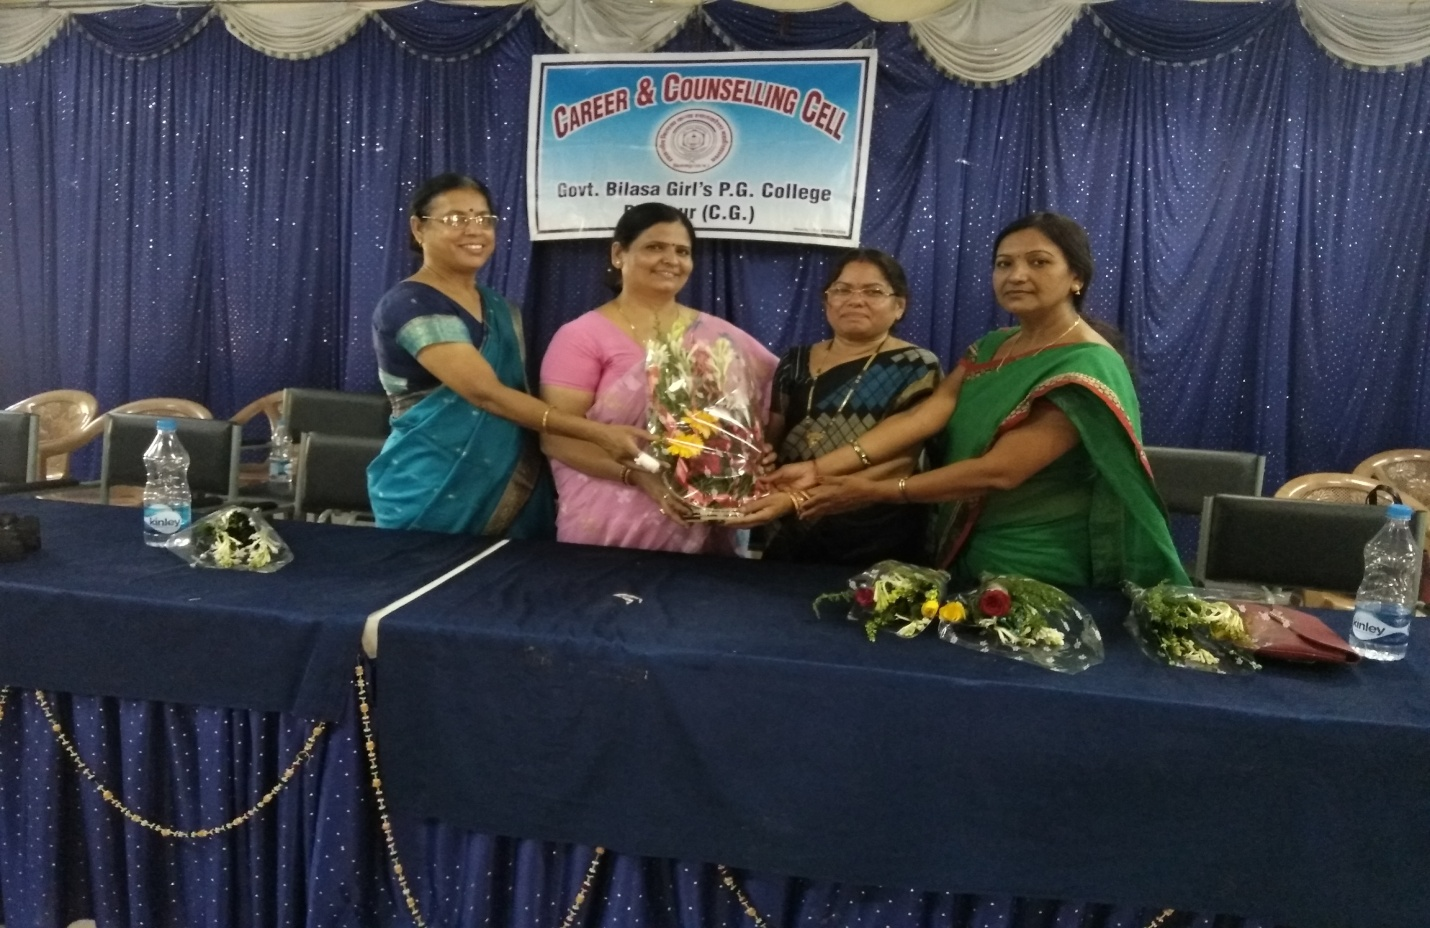 CAREER & COUNSELLING CELL
Govt. Bilasa Girl's P.G. College
(C.G.)
kinley
kinley